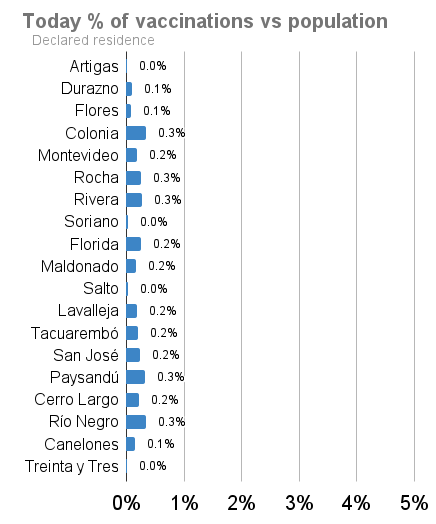 Today % of vaccinations vs population
Declared residence
Artigas 0.0%
Durazno 0.1%
Flores 0.1%
Colonia 0.3%
Montevideo 0.2%
Rocha 0.3%
Rivera 0.3%
Soriano 0.0%
Florida 0.2%
Maldonado 0.2%
Salto 0.0%
Lavalleja 0.2%
Tacuarembó 0.2%
San José 0.2%
Paysandú 0.3%
Cerro Largo 0.2%
Río Negro 0.3%
Canelones 0.1%
Treinta y Tres 0.0%
0% 1% 2% 3% 4% 5%